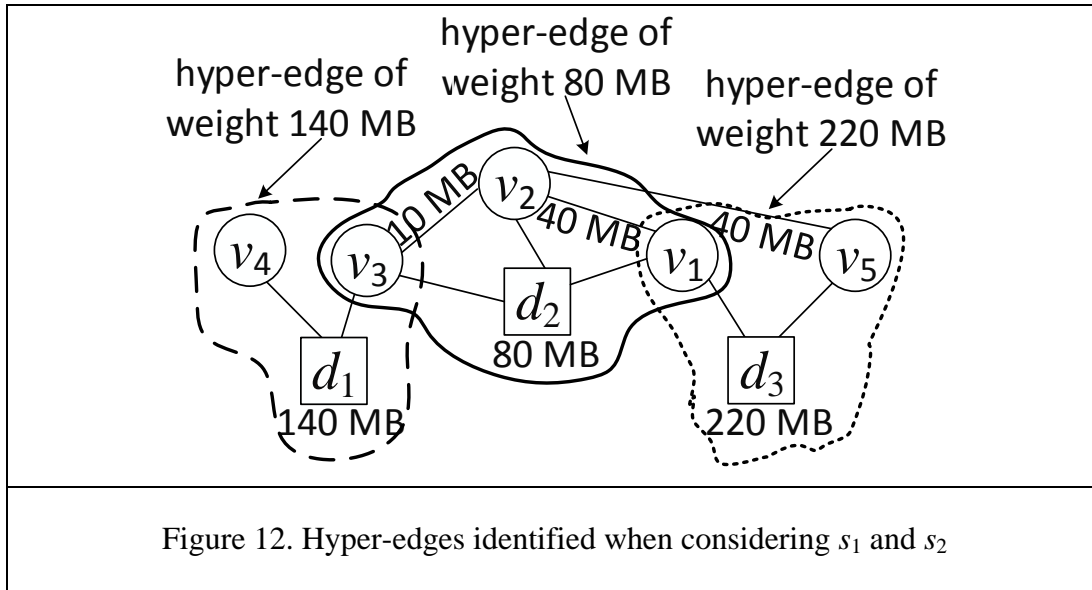 hyper-edge of
weight 80 MB
hyper-edge of
weight 140 MB
hyper-edge of
weight 220 MB
v2
10 MB
40 MB
40 MB
v4
v3
v1
v5
d2
80 MB
d1
140 MB
d3
220 MB
Figure 12. Hyper-edges identified when considering s1 and s2